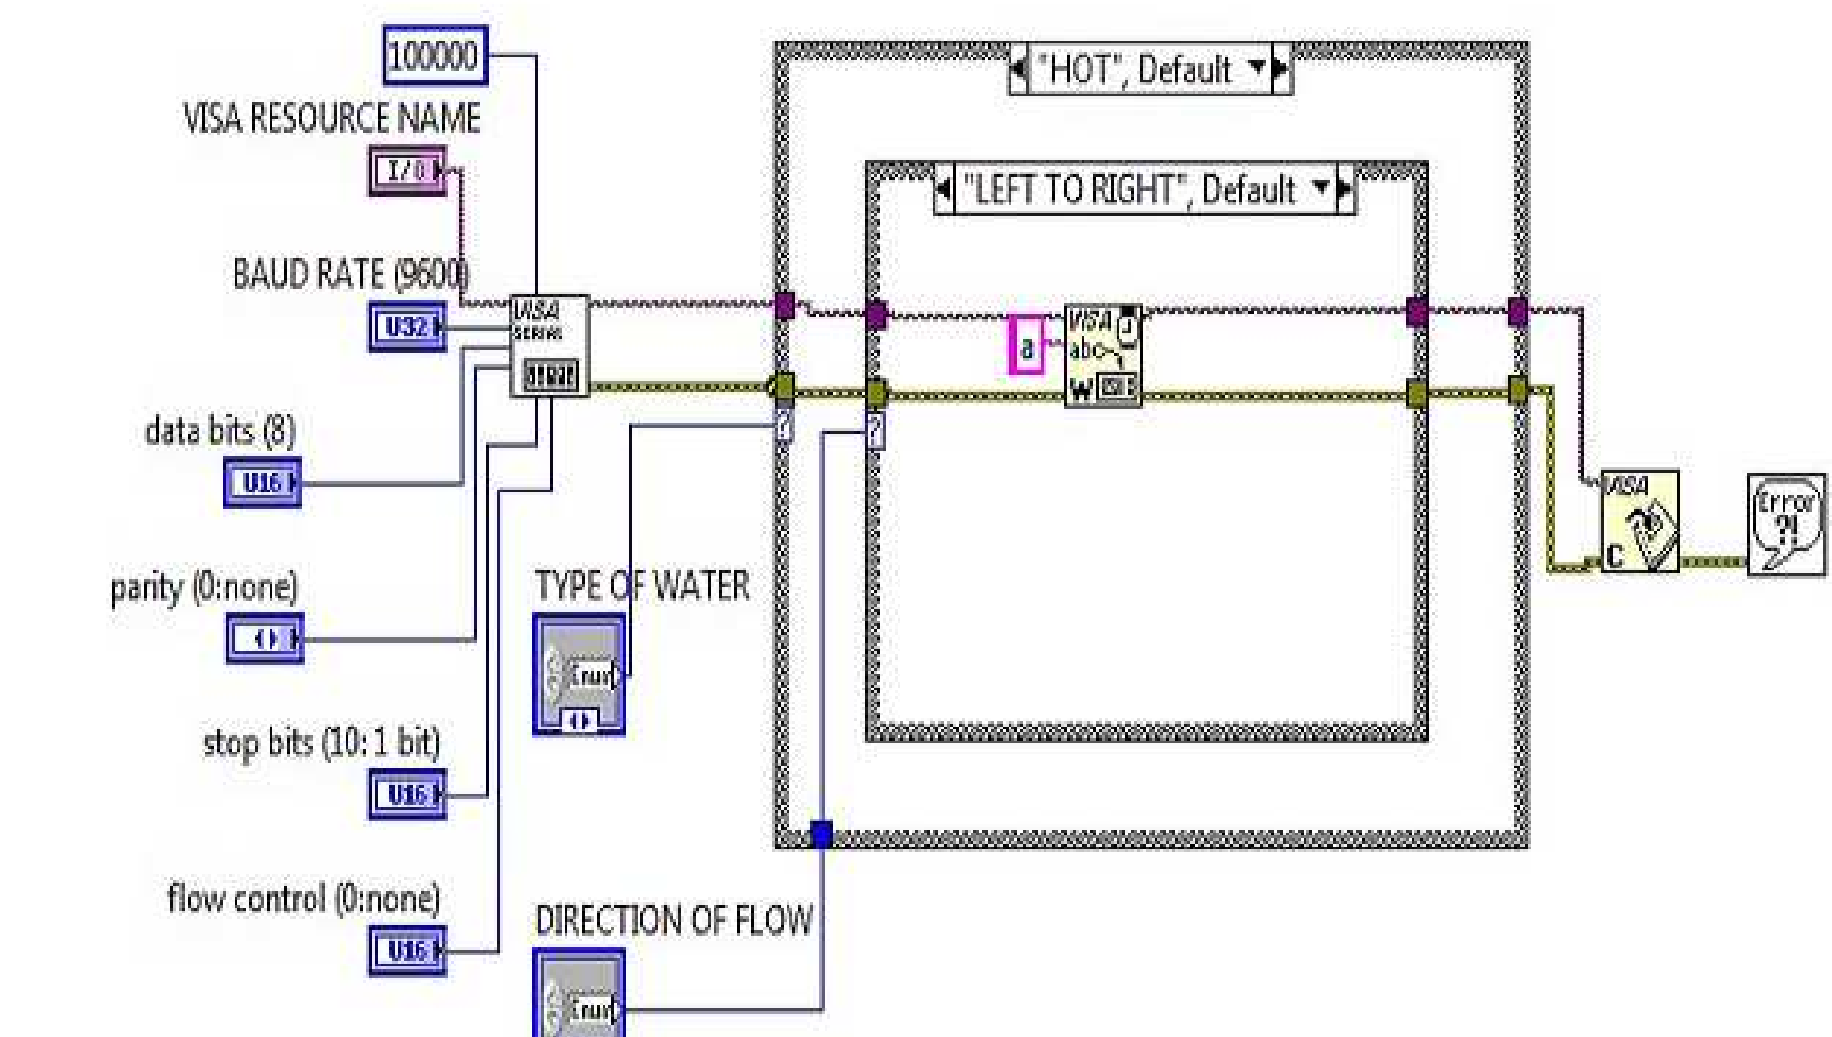 100000
"HOT", Default
VISA RESOURCE NAME
I/O
"LEFT TO RIGHT", Default
BAUD RATE (9600)
U32
VISA
SERIAL
a
VISA
abc
W
?
?
data bits (8)
U16
VISA
C
Error
?!
parity (0:none)
TYPE OF WATER
Enum
stop bits (10: 1 bit)
U16
flow control (0:none)
U16
DIRECTION OF FLOW
Enum